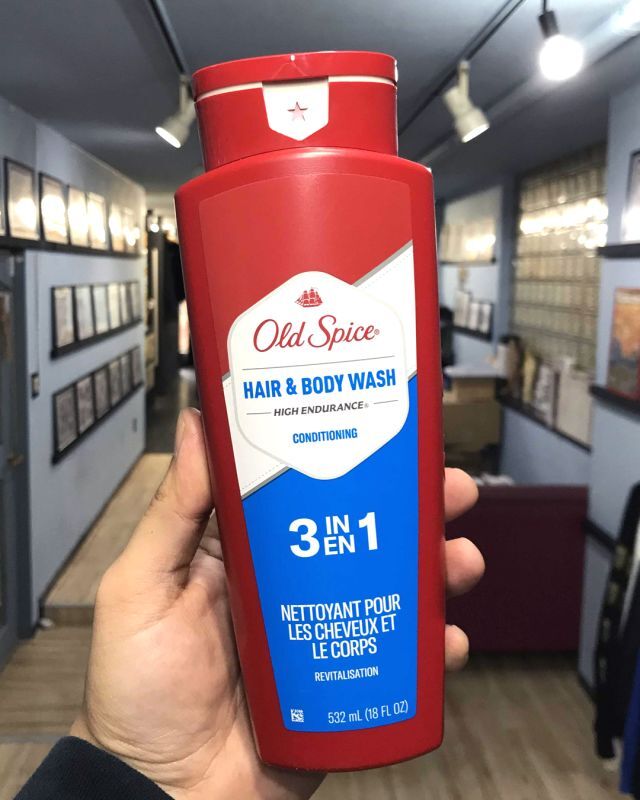 Old Spice®
HAIR & BODY WASH
HIGH ENDURANCE®
CONDITIONING
3 IN EN 1
NETTOYANT POUR
LES CHEVEUX ET
LE CORPS
REVITALISATION
532 mL (18 FL OZ)